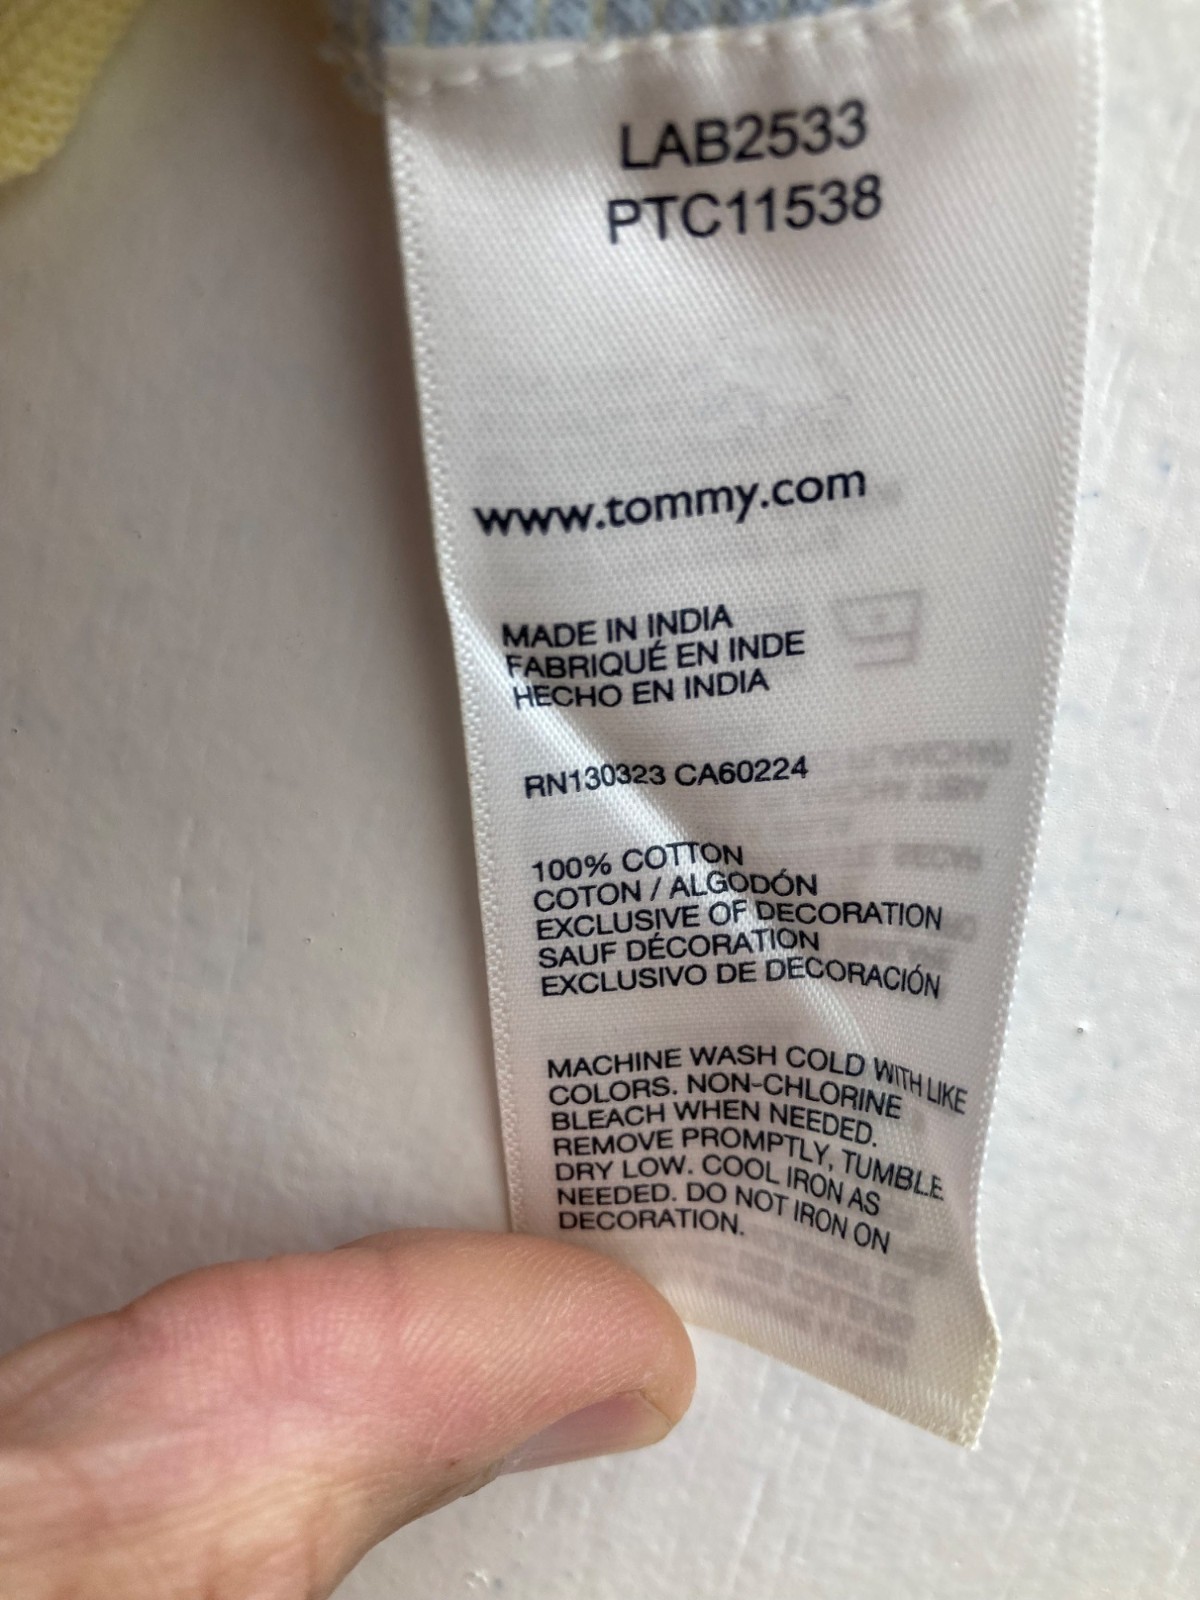 LAB2533
PTC11538
www.tommy.com
MADE IN INDIA
FABRIQUÉ EN INDE
HECHO EN INDIA
RN130323 CA60224
100% COTTON
COTON / ALGODÓN
EXCLUSIVE OF DECORATION
SAUF DÉCORATION
EXCLUSIVO DE DECORACIÓN
MACHINE WASH COLD WITH LIKE
COLORS. NON-CHLORINE
BLEACH WHEN NEEDED.
REMOVE PROMPTLY, TUMBLE
DRY LOW. COOL IRON AS
NEEDED. DO NOT IRON ON
DECORATION.